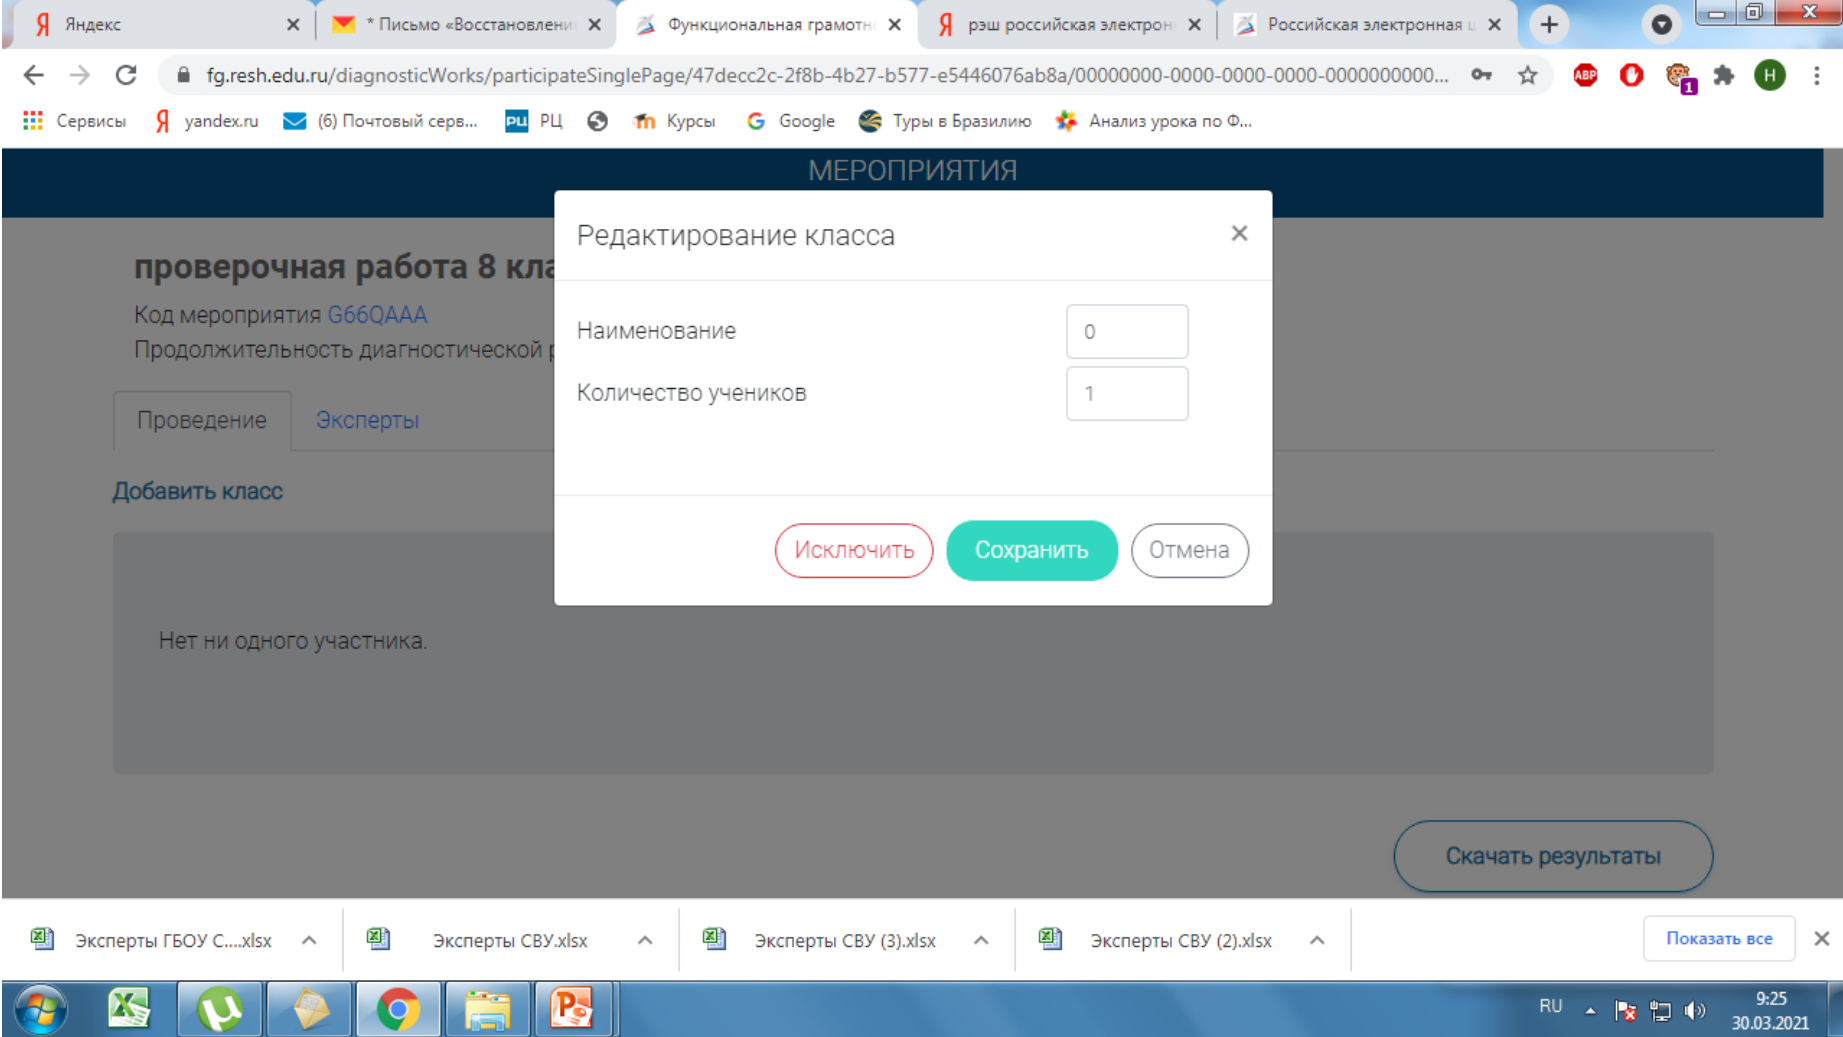 Яндекс
* Письмо «Восстановлени
Функциональная грамотн
рэш российская электрон
Российская электронная
fg.resh.edu.ru/diagnosticWorks/participateSinglePage/47decc2c-2f8b-4b27-b577-e5446076ab8a/00000000-0000-0000-0000-0000000000...
ABP
1
Н
Сервисы
yandex.ru
(6) Почтовый серв...
РЦ РЦ
Курсы
Google
Туры в Бразилию
Анализ урока по Ф...
МЕРОПРИЯТИЯ
Редактирование класса
проверочная работа 8 кла
Код мероприятия G66QAAA
Наименование 0
Продолжительность диагностической р
Количество учеников 1
Проведение Эксперты
Добавить класс
Исключить Сохранить Отмена
Нет ни одного участника.
Скачать результаты
Эксперты ГБОУ С....xlsx
Эксперты СВУ.xlsx
Эксперты СВУ (3).xlsx
Эксперты СВУ (2).xlsx
Показать все
RU
9:25
30.03.2021